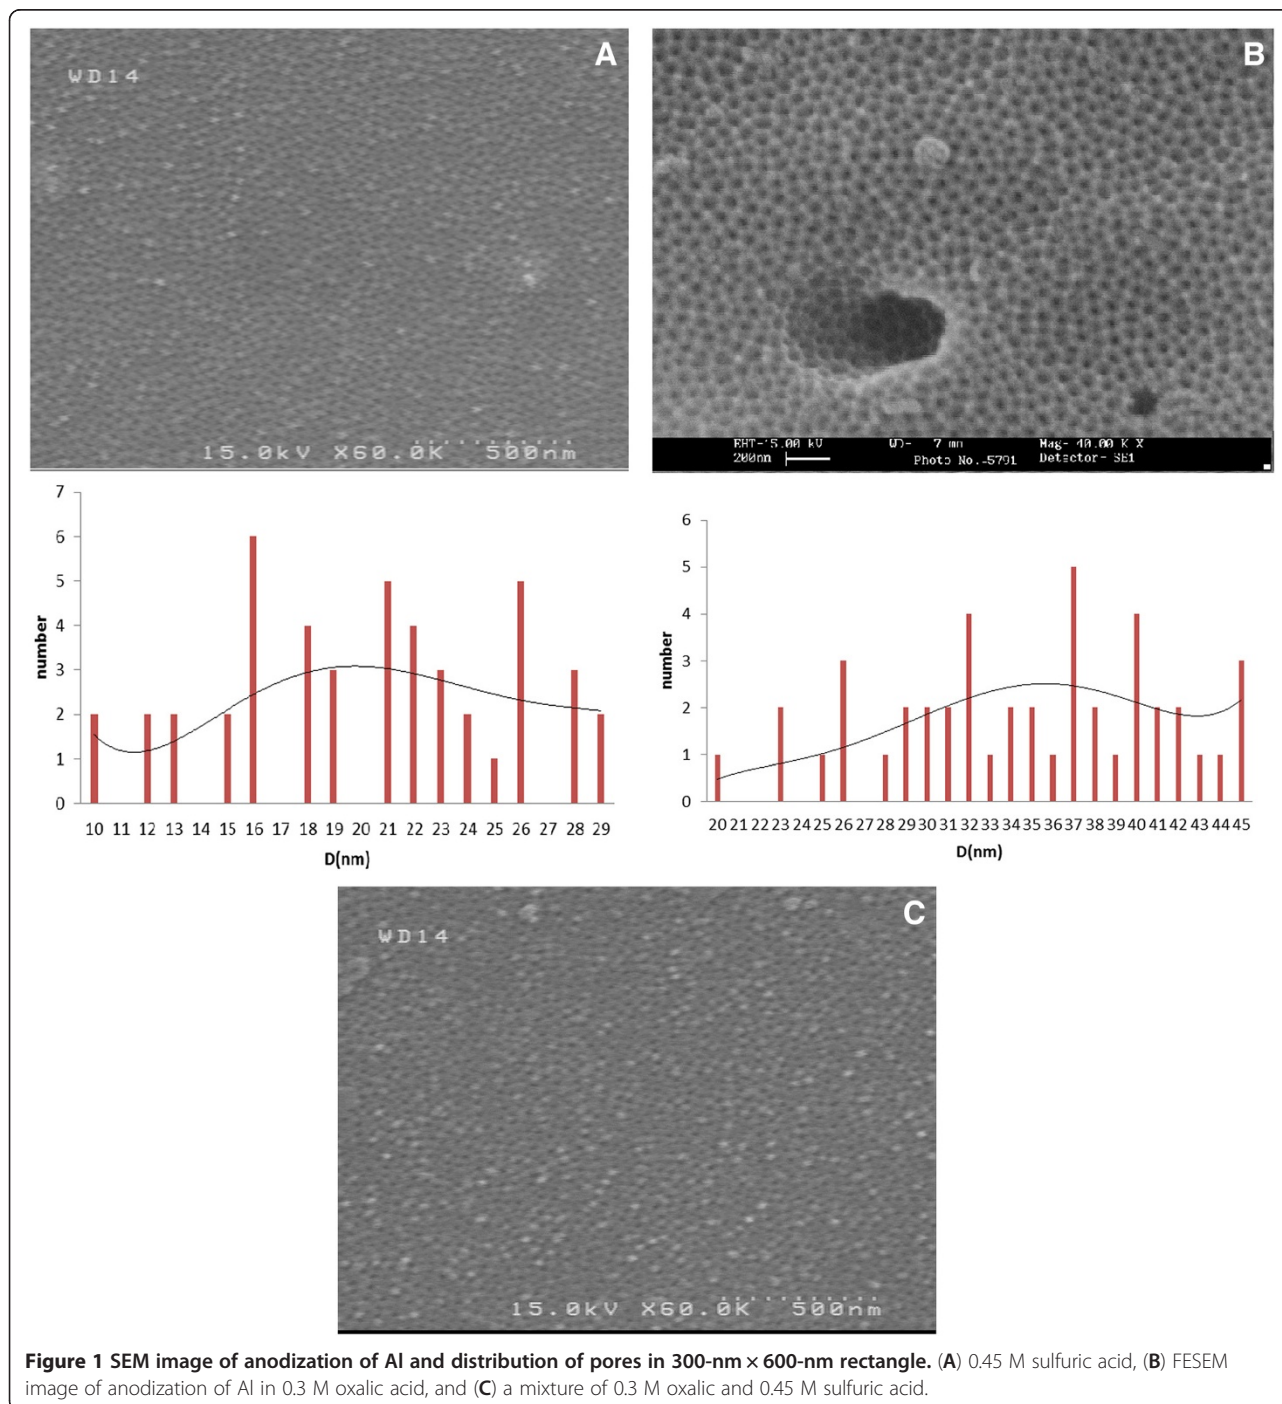 A
WD14
15.0kV X60.0K 500nm
B
EHT-15.00 kV WD- 7 mm Mag- 40.00 K X
200nm Photo No.-5791 Detector- SE1
7
6
5
4
3
2
1
0
number
10 11 12 13 14 15 16 17 18 19 20 21 22 23 24 25 26 27 28 29
D(nm)
6
5
4
3
2
1
0
number
20 21 22 23 24 25 26 27 28 29 30 31 32 33 34 35 36 37 38 39 40 41 42 43 44 45
D(nm)
C
WD14
15.0kV X60.0K 500nm
Figure 1 SEM image of anodization of Al and distribution of pores in 300-nm × 600-nm rectangle. (A) 0.45 M sulfuric acid, (B) FESEM
image of anodization of Al in 0.3 M oxalic acid, and (C) a mixture of 0.3 M oxalic and 0.45 M sulfuric acid.